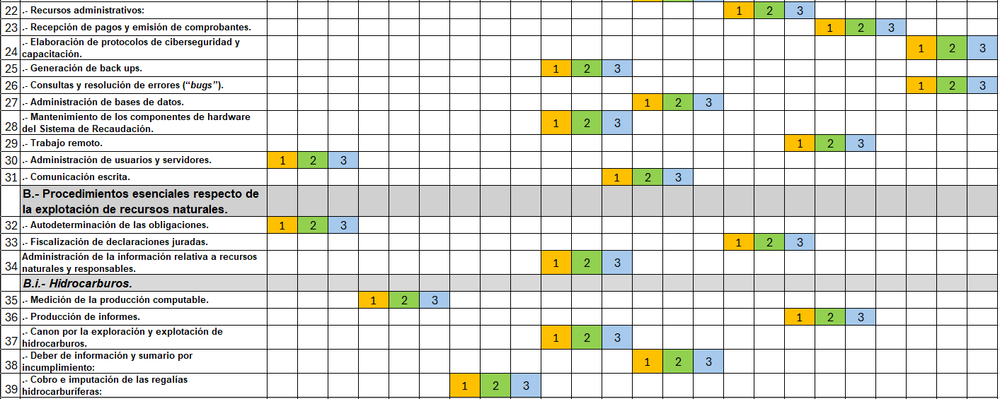 22 .- Recursos administrativos: 1 2 3
23 .- Recepción de pagos y emisión de comprobantes. 1 2 3
.- Elaboración de protocolos de ciberseguridad y
24 capacitación. 1 2 3
25 .- Generación de back ups. 1 2 3
26 .- Consultas y resolución de errores (“bugs”). 1 2 3
27 .- Administración de bases de datos. 1 2 3
.- Mantenimiento de los componentes de hardware
28 del Sistema de Recaudación. 1 2 3
29 .- Trabajo remoto. 1 2 3
30 .- Administración de usuarios y servidores. 1 2 3
31 .- Comunicación escrita. 1 2 3
B.- Procedimientos esenciales respecto de
la explotación de recursos naturales.
32 .- Autodeterminación de las obligaciones. 1 2 3
33 .- Fiscalización de declaraciones juradas. 1 2 3
Administración de la información relativa a recursos
34 naturales y responsables. 1 2 3
B.i.- Hidrocarburos.
35 .- Medición de la producción computable. 1 2 3
36 .- Producción de informes. 1 2 3
.- Canon por la exploración y explotación de
37 hidrocarburos. 1 2 3
.- Deber de información y sumario por
38 incumplimiento: 1 2 3
.- Cobro e imputación de las regalías
39 hidrocarburíferas: 1 2 3